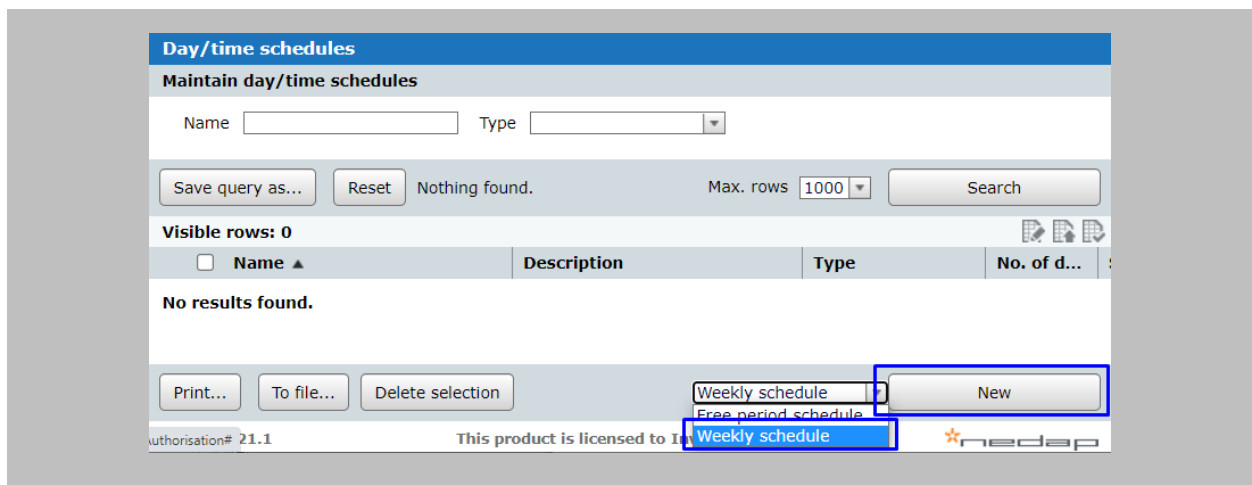 Day/time schedules
Maintain day/time schedules
Name Type
Save query as... Reset Nothing found. Max. rows 1000 Search
Visible rows: 0
Name ▲ Description Type No. of d...
No results found.
Print... To file... Delete selection Weekly schedule New
Free period schedule
Weekly schedule
uthorisation# 21.1 This product is licensed to nedap